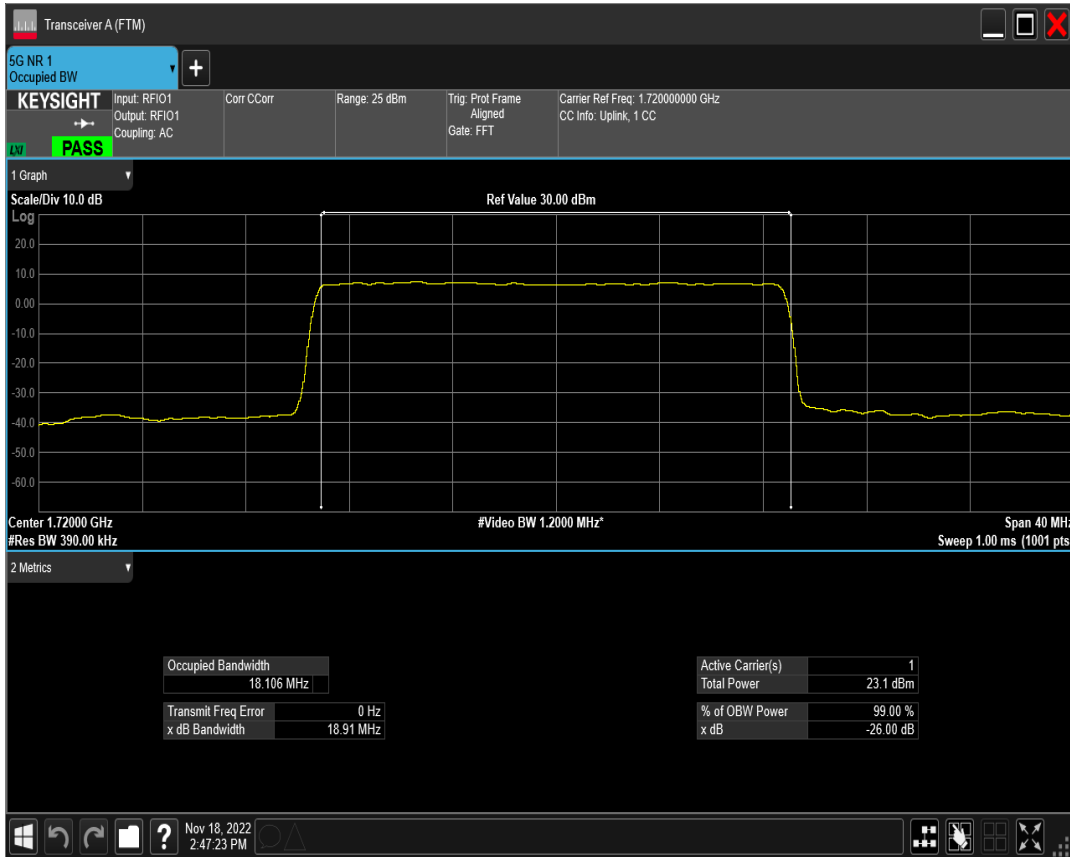 Transceiver A (FTM)
5G NR 1
Occupied BW
+
KEYSIGHT
LXI
PASS
Input: RFIO1
Output: RFIO1
Coupling: AC
Corr CCorr
Range: 25 dBm
Trig: Prot Frame
Aligned
Gate: FFT
Carrier Ref Freq: 1.720000000 GHz
CC Info: Uplink, 1 CC
1 Graph
Scale/Div 10.0 dB
Ref Value 30.00 dBm
Log
20.0
10.0
0.00
-10.0
-20.0
-30.0
-40.0
-50.0
-60.0
Center 1.72000 GHz
#Video BW 1.2000 MHz*
Span 40 MHz
#Res BW 390.00 kHz
Sweep 1.00 ms (1001 pts
2 Metrics
Occupied Bandwidth
18.106 MHz
Transmit Freq Error 0 Hz
x dB Bandwidth 18.91 MHz
Active Carrier(s) 1
Total Power 23.1 dBm
% of OBW Power 99.00 %
x dB -26.00 dB
?
Nov 18, 2022
2:47:23 PM